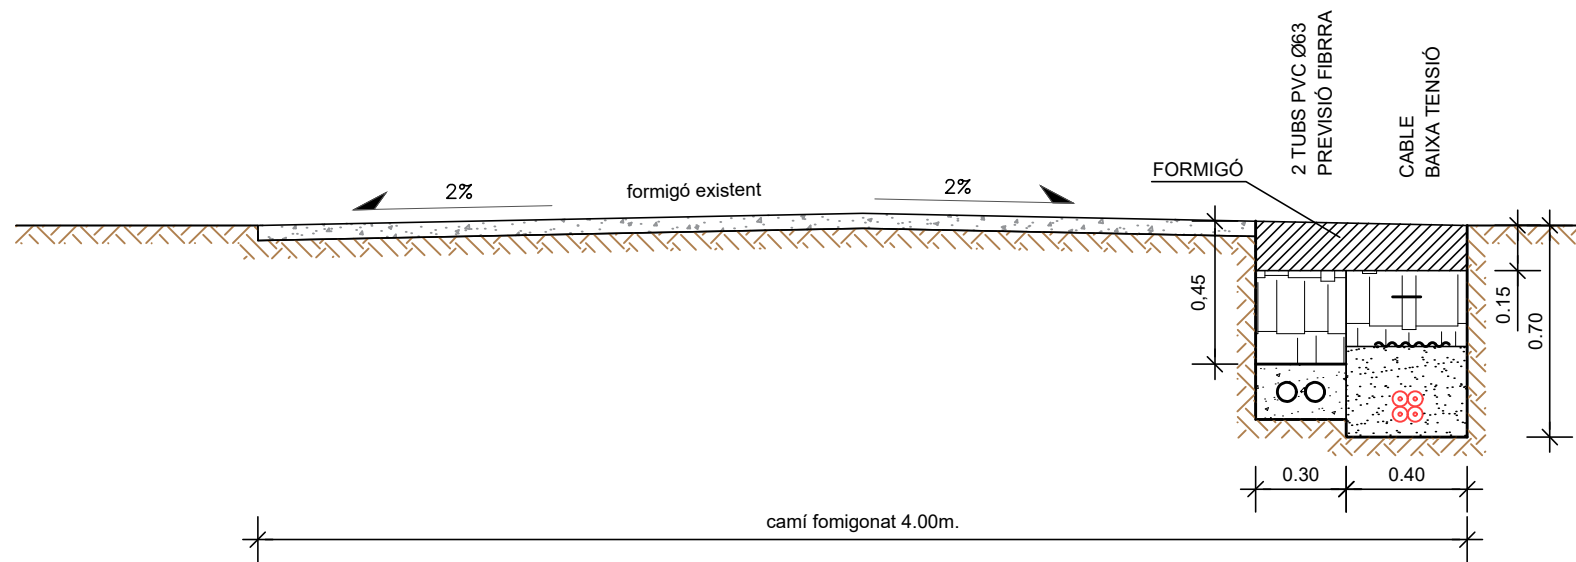 2 TUBS PVC Ø63
PREVISIÓ FIBRRA
CABLE
BAIXA TENSIÓ
FORMIGÓ
2%
formigó existent
2%
0,45
0.15
0.70
0.30
0.40
camí fomigonat 4.00m.